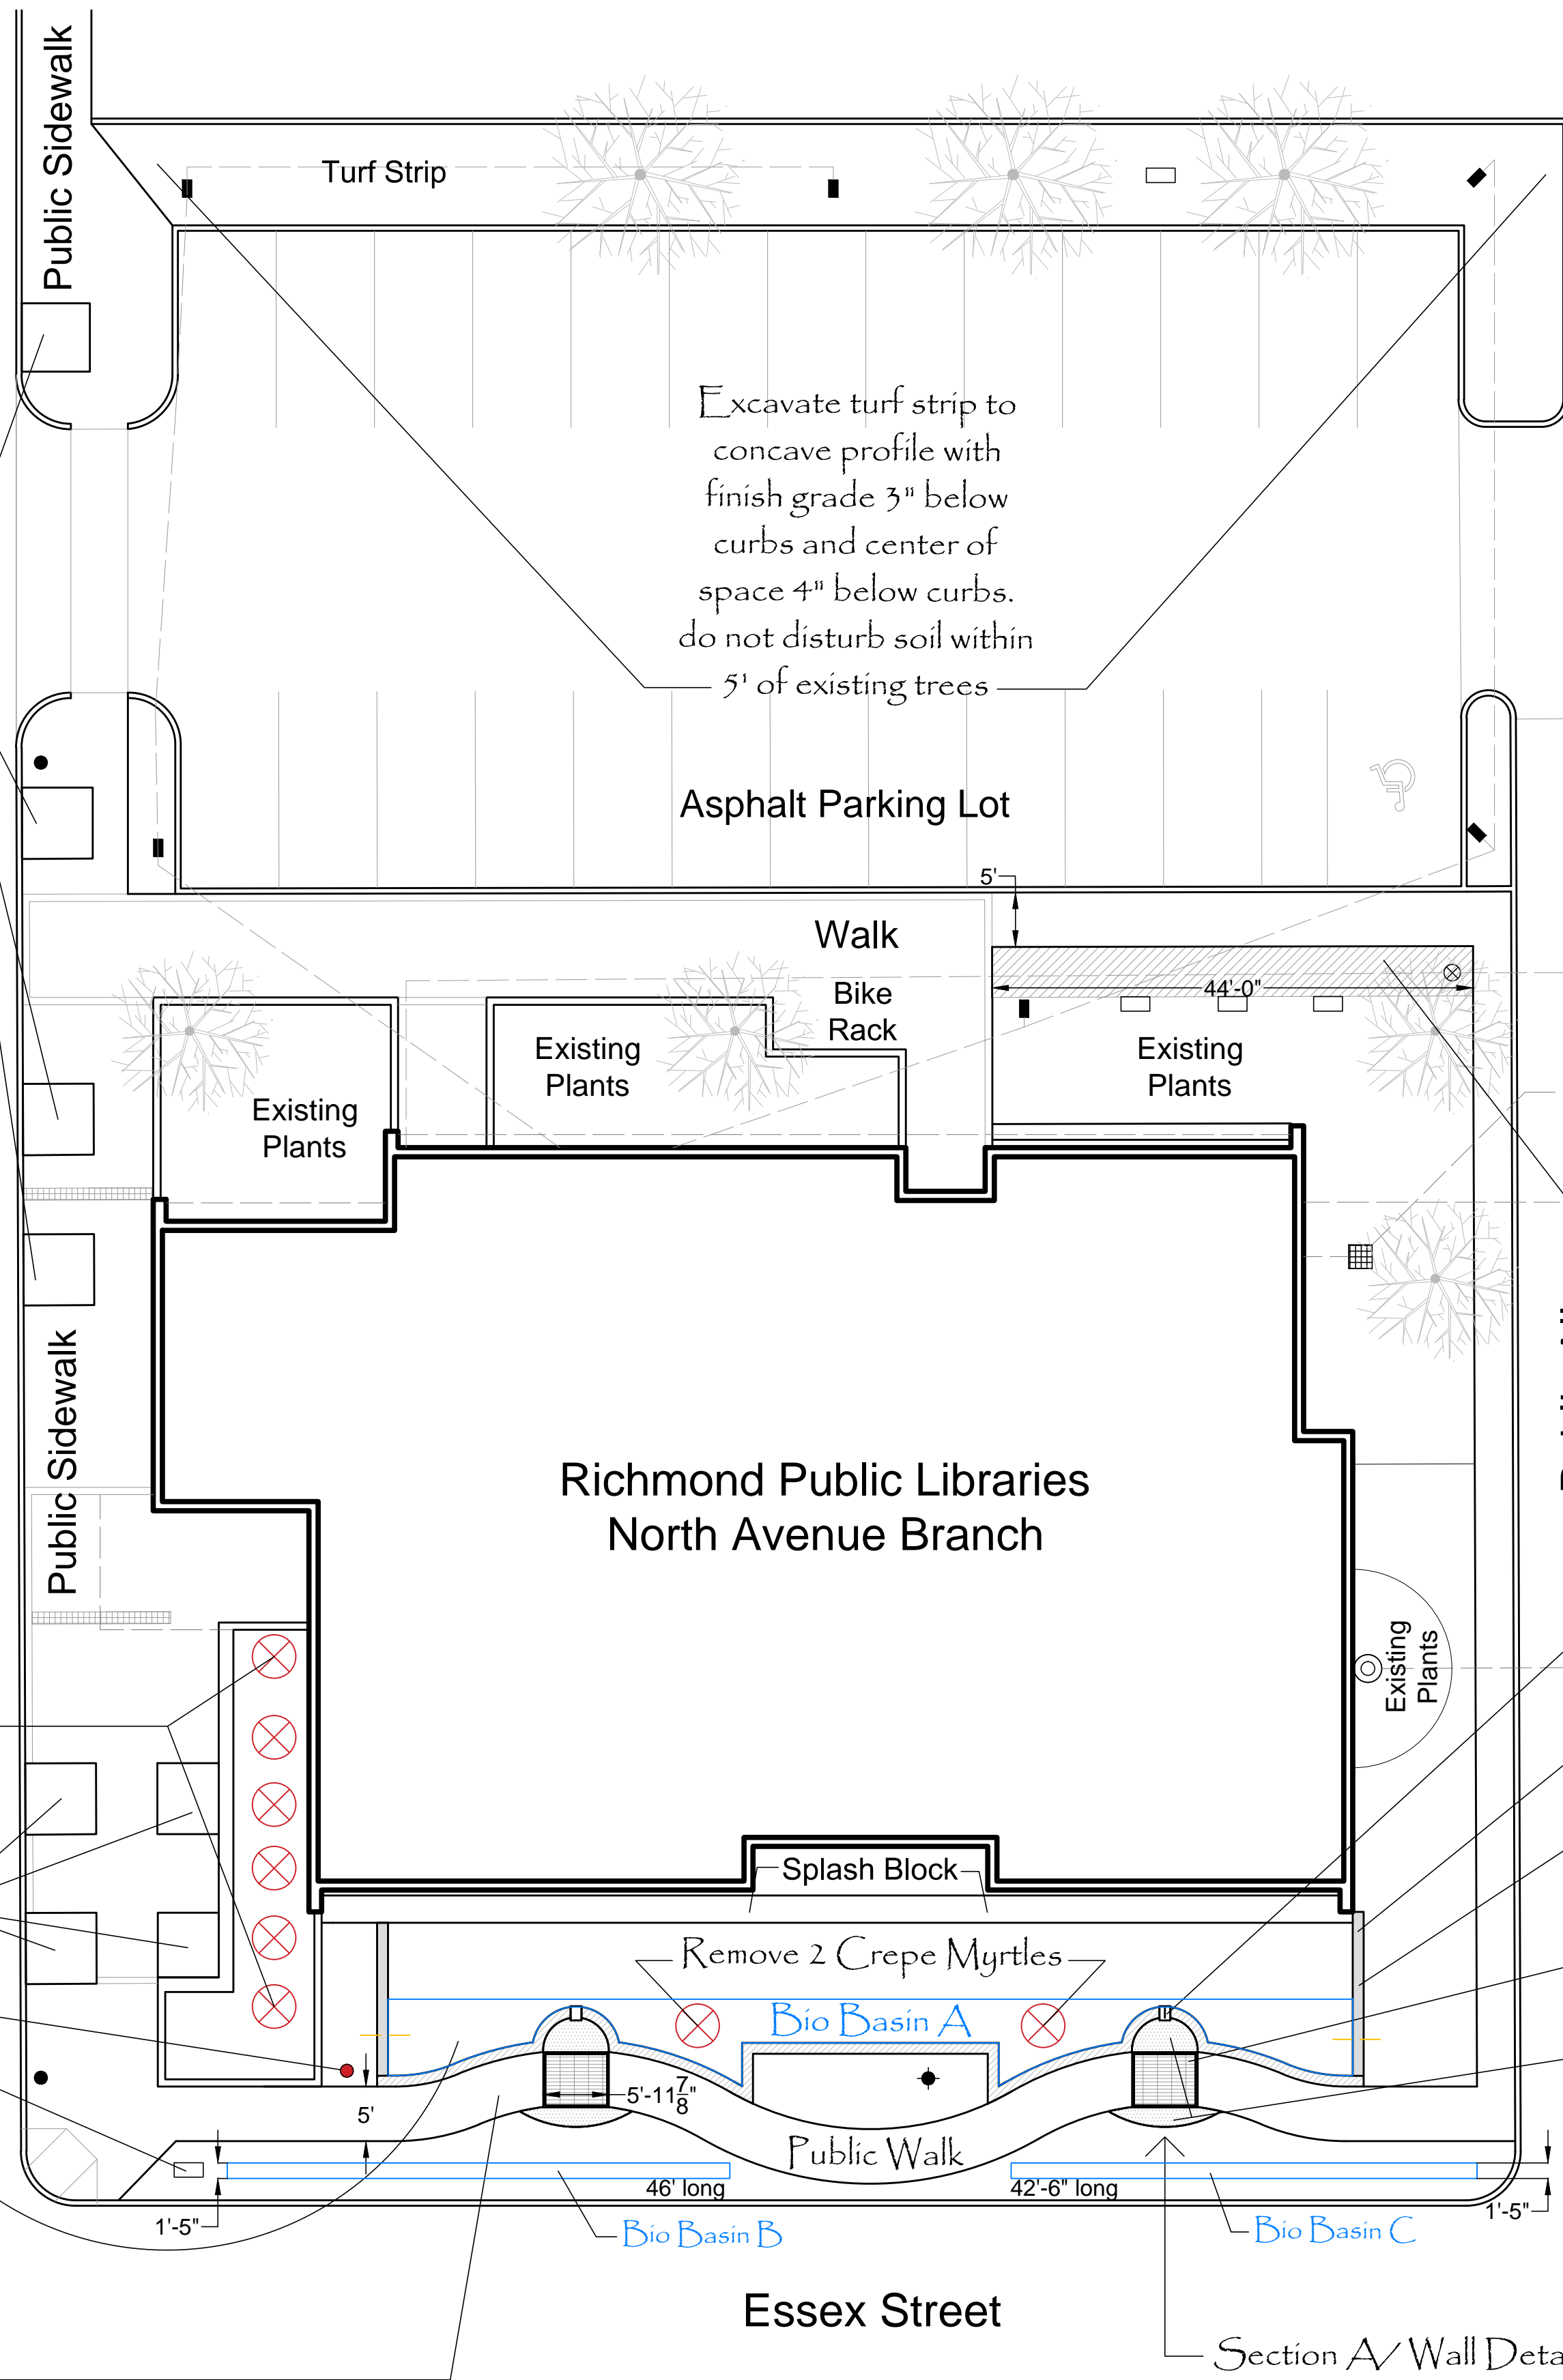 Public Sidewalk
Turf Strip
Excavate turf strip to
concave profile with
finish grade 3" below
curbs and center of
space 4" below curbs.
do not disturb soil within
5' of existing trees
Asphalt Parking Lot
5'
Walk
44'-0"
Bike
Rack
Existing
Plants
Existing
Plants
Existing
Plants
Public Sidewalk
Richmond Public Libraries
North Avenue Branch
Existing
Plants
Splash Block
Remove 2 Crepe Myrtles
Bio Basin A
5'-11 7/8"
5'
Public Walk
46' long
42'-6" long
1'-5"
1'-5"
Bio Basin B
Bio Basin C
Essex Street
Section A/ Wall Deta